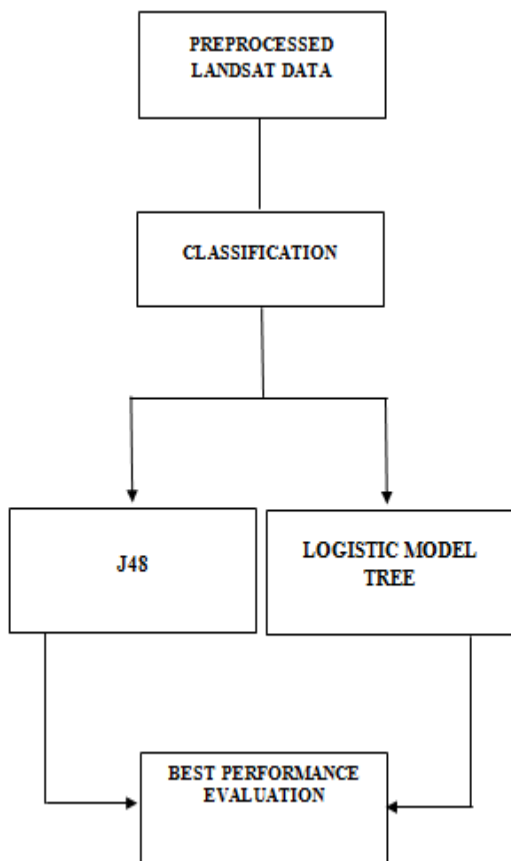 PREPROCESSED
LANDSAT DATA
CLASSIFICATION
J48
LOGISTIC MODEL
TREE
BEST PERFORMANCE
EVALUATION